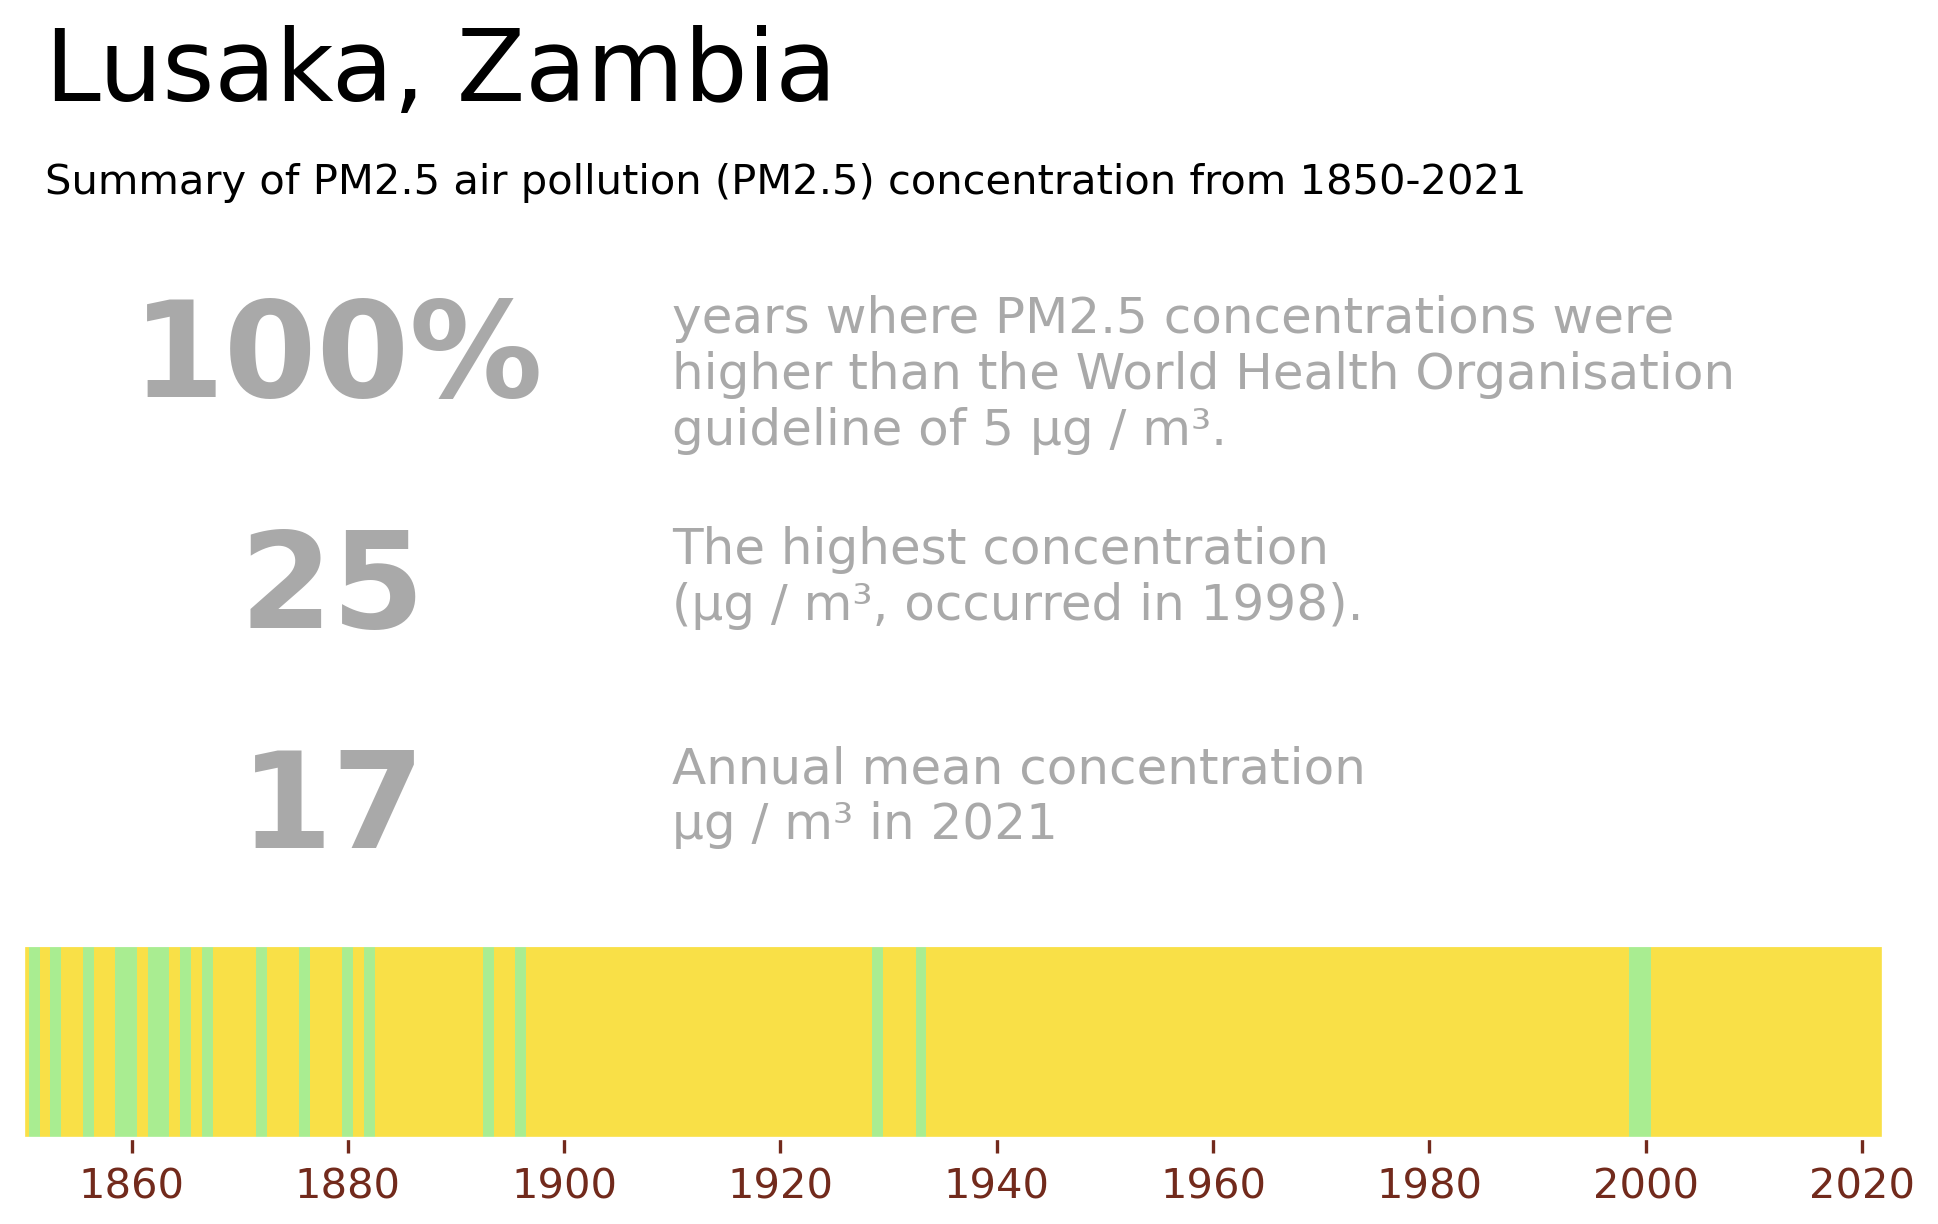 Lusaka, Zambia
Summary of PM2.5 air pollution (PM2.5) concentration from 1850-2021
100%
years where PM2.5 concentrations were
higher than the World Health Organisation
guideline of 5 µg / m³.
25
The highest concentration
(µg / m³, occurred in 1998).
17
Annual mean concentration
µg / m³ in 2021
1860 1880 1900 1920 1940 1960 1980 2000 2020